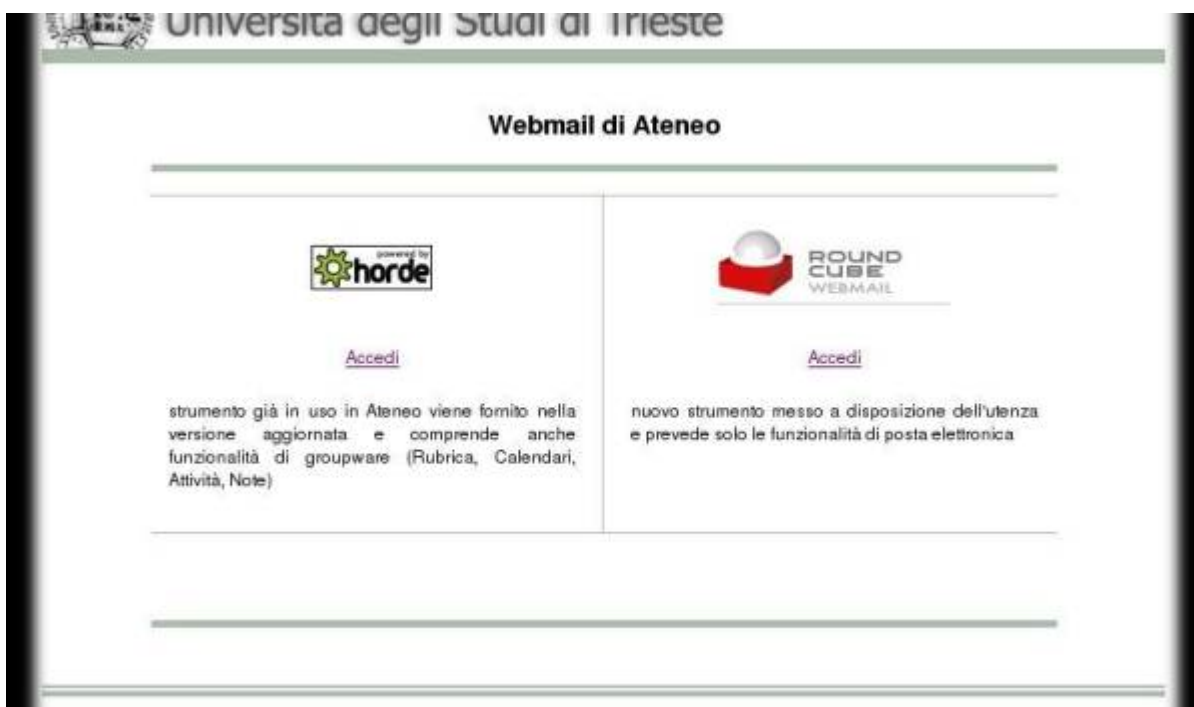 Università degli Studi di Trieste
Webmail di Ateneo
powered by
horde
Accedi
strumento già in uso in Ateneo viene fornito nella
versione aggiornata e comprende anche
funzionalità di groupware (Rubrica, Calendari,
Attività, Note)
ROUND
CUBE
WEBMAIL
Accedi
nuovo strumento messo a disposizione dell'utenza
e prevede solo le funzionalità di posta elettronica